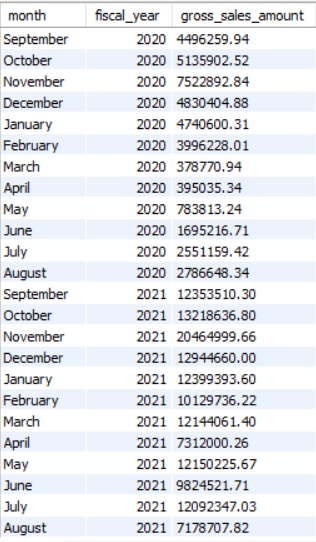 month fiscal_year gross_sales_amount
September 2020 4496259.94
October 2020 5135902.52
November 2020 7522892.84
December 2020 4830404.88
January 2020 4740600.31
February 2020 3996228.01
March 2020 378770.94
April 2020 395035.34
May 2020 783813.24
June 2020 1695216.71
July 2020 2551159.42
August 2020 2786648.34
September 2021 12353510.30
October 2021 13218636.80
November 2021 20464999.66
December 2021 12944660.00
January 2021 12399393.60
February 2021 10129736.22
March 2021 12144061.40
April 2021 7312000.26
May 2021 12150225.67
June 2021 9824521.71
July 2021 12092347.03
August 2021 7178707.82